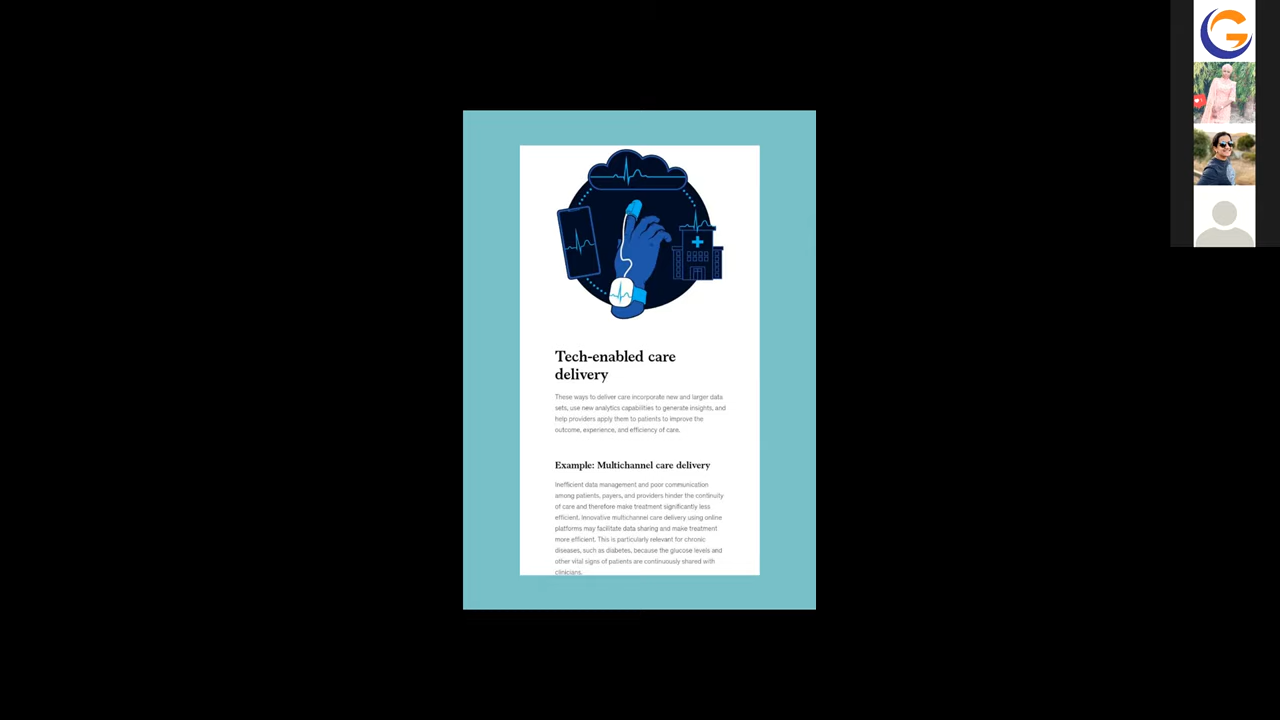 Tech-enabled care
delivery
These ways to deliver care incorporate new and larger data
sets, use new analytics capabilities to generate insights, and
help providers apply them to patients to improve the
outcome, experience, and efficiency of care.
Example: Multichannel care delivery
Inefficient data management and poor communication
among patients, payers, and providers hinder the continuity
of care and therefore make treatment significantly less
efficient. Innovative multichannel care delivery using online
platforms may facilitate data sharing and make treatment
more efficient. This is particularly relevant for chronic
diseases, such as diabetes, because the glucose levels and
other vital signs of patients are continuously shared with
clinicians.